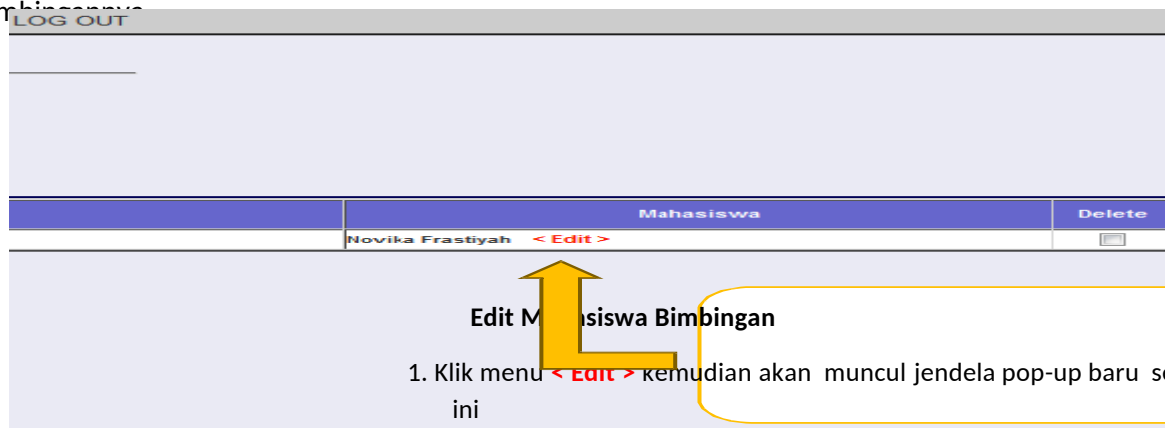 LOG OUT
Mahasiswa Delete
Novika Frastiyah < Edit >
Edit Mahasiswa Bimbingan
1. Klik menu < Edit > kemudian akan muncul jendela pop-up baru
ini